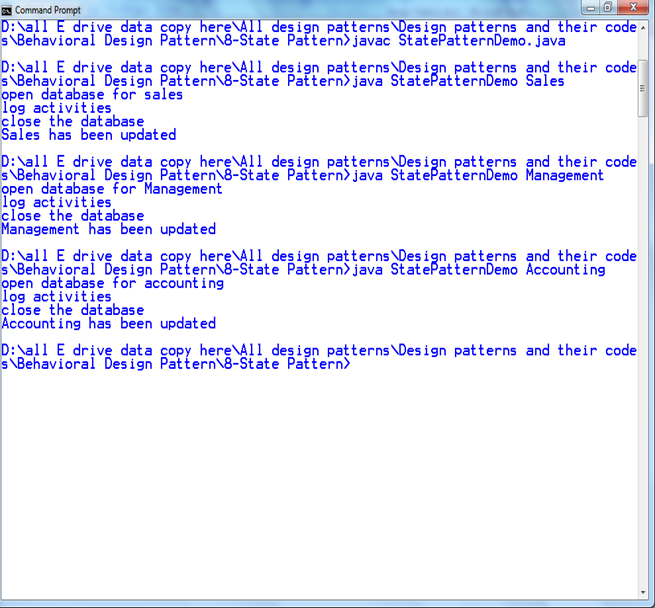 Command Prompt
D:\all E drive data copy here\All design patterns\Design patterns and their code
s\Behavioral Design Pattern\8-State Pattern>javac StatePatternDemo.java
D:\all E drive data copy here\All design patterns\Design patterns and their code
s\Behavioral Design Pattern\8-State Pattern>java StatePatternDemo Sales
open database for sales
log activities
close the database
Sales has been updated
D:\all E drive data copy here\All design patterns\Design patterns and their code
s\Behavioral Design Pattern\8-State Pattern>java StatePatternDemo Management
open database for Management
log activities
close the database
Management has been updated
D:\all E drive data copy here\All design patterns\Design patterns and their code
s\Behavioral Design Pattern\8-State Pattern>java StatePatternDemo Accounting
open database for accounting
log activities
close the database
Accounting has been updated
D:\all E drive data copy here\All design patterns\Design patterns and their code
s\Behavioral Design Pattern\8-State Pattern>